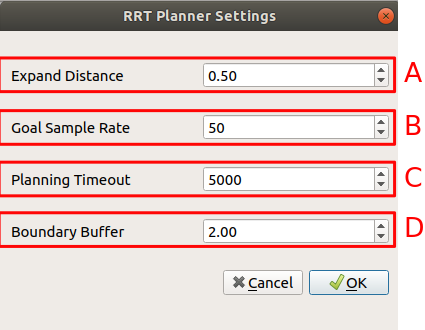 RRT Planner Settings
Expand Distance 0.50 A
Goal Sample Rate 50 B
Planning Timeout 5000 C
Boundary Buffer 2.00 D
Cancel OK